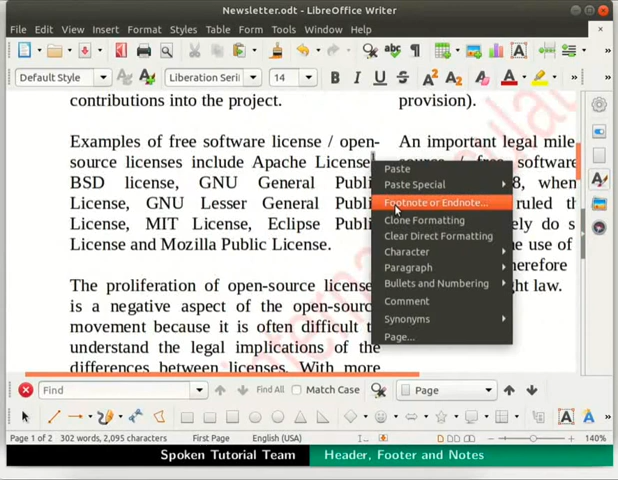 Newsletter.odt - LibreOffice Writer
File Edit View Insert Format Styles Table Form Tools Window Help
Default Style Liberation Seri 14
contributions into the project. provision).
Examples of free software license / open- An important legal mile
source licenses include Apache License software
BSD license, GNU General Publi 8, when
License, GNU Lesser General Publi ruled th
License, MIT License, Eclipse Publi ely do s
License and Mozilla Public License. he use of
herefore
The proliferation of open-source license ght law.
is a negative aspect of the open-sourc
movement because it is often difficult t
understand the legal implications of the
differences between licenses. With more
Paste
Paste Special
Footnote or Endnote...
Clone Formatting
Clear Direct Formatting
Character
Paragraph
Bullets and Numbering
Comment
Synonyms
Page...
Find Find All Match Case Page
Page 1 of 2 302 words, 2,095 characters First Page English (USA) 140%
Spoken Tutorial Team Header, Footer and Notes